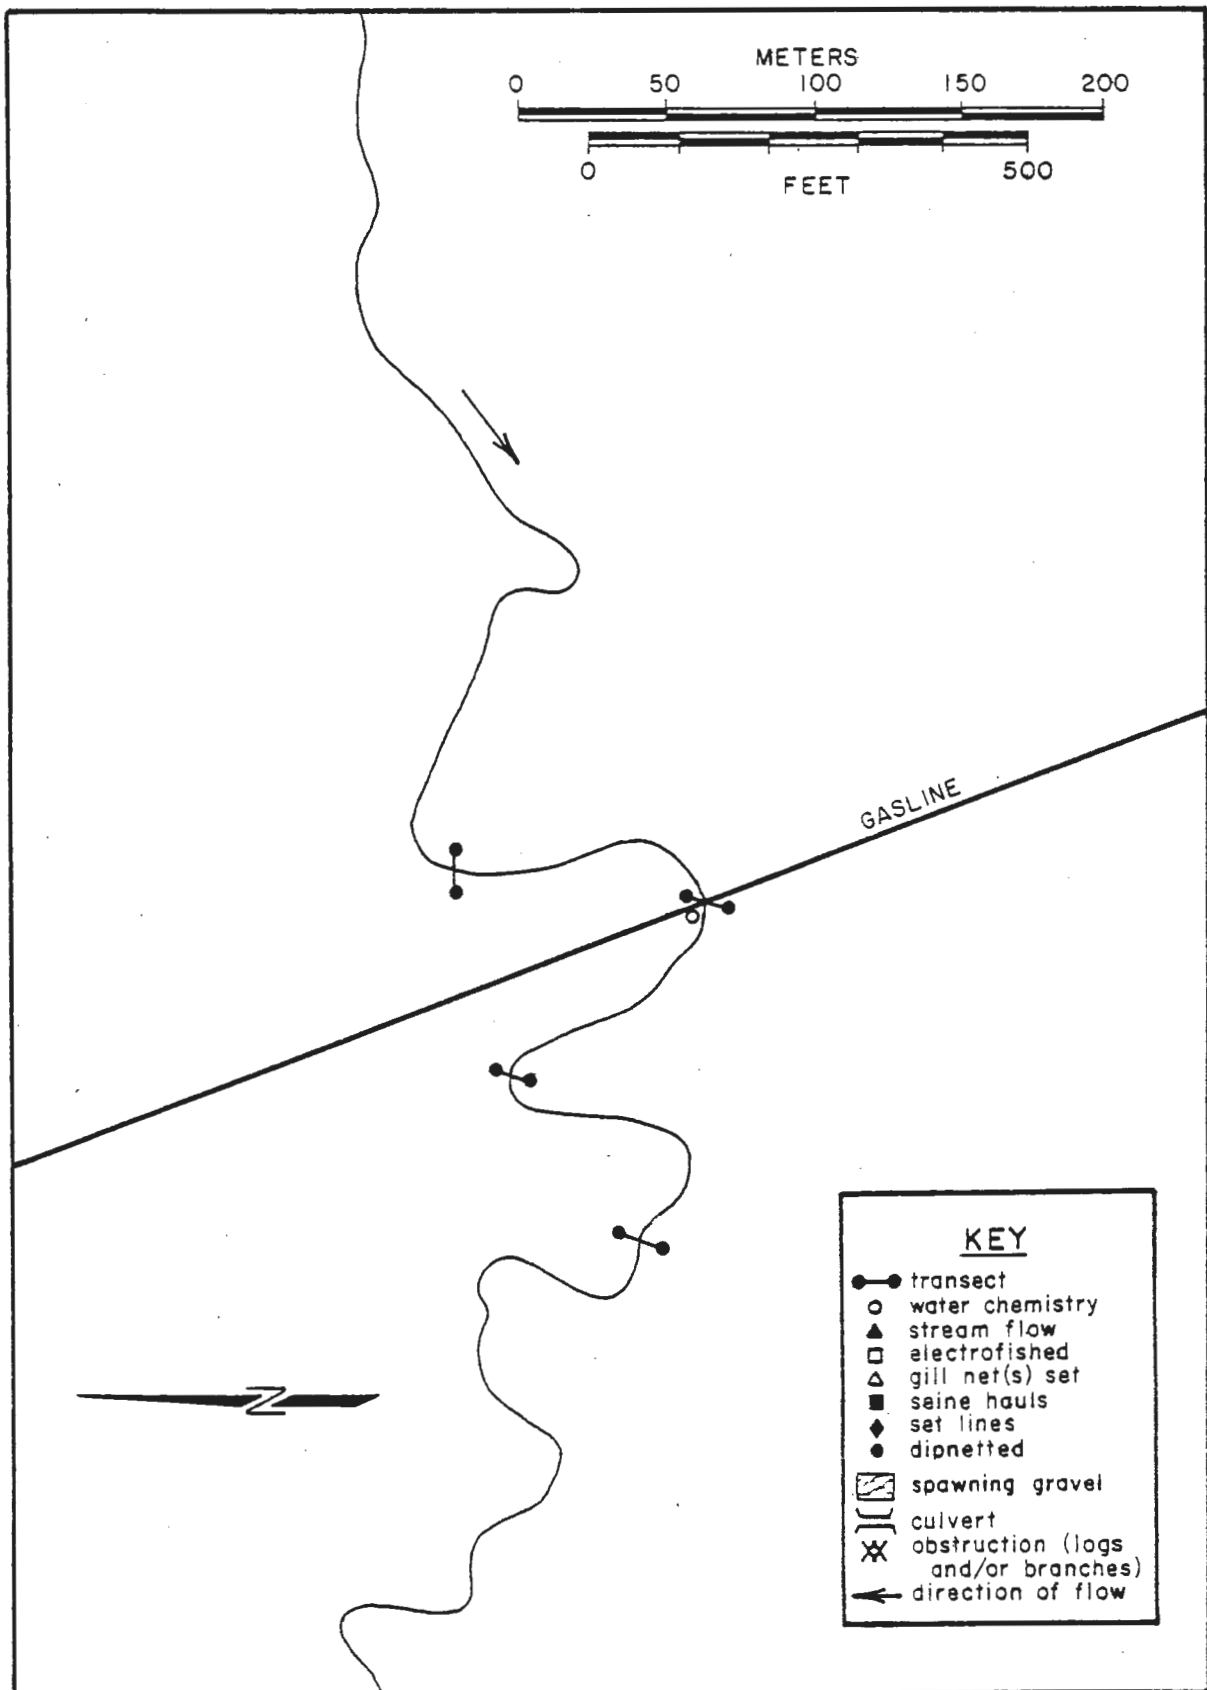 METERS
0 50 100 150 200
0 500
FEET
GASLINE
N
KEY
transect
water chemistry
stream flow
electrofished
gill net(s) set
seine hauls
set lines
dipnetted
spawning gravel
culvert
obstruction (logs
and/or branches)
direction of flow